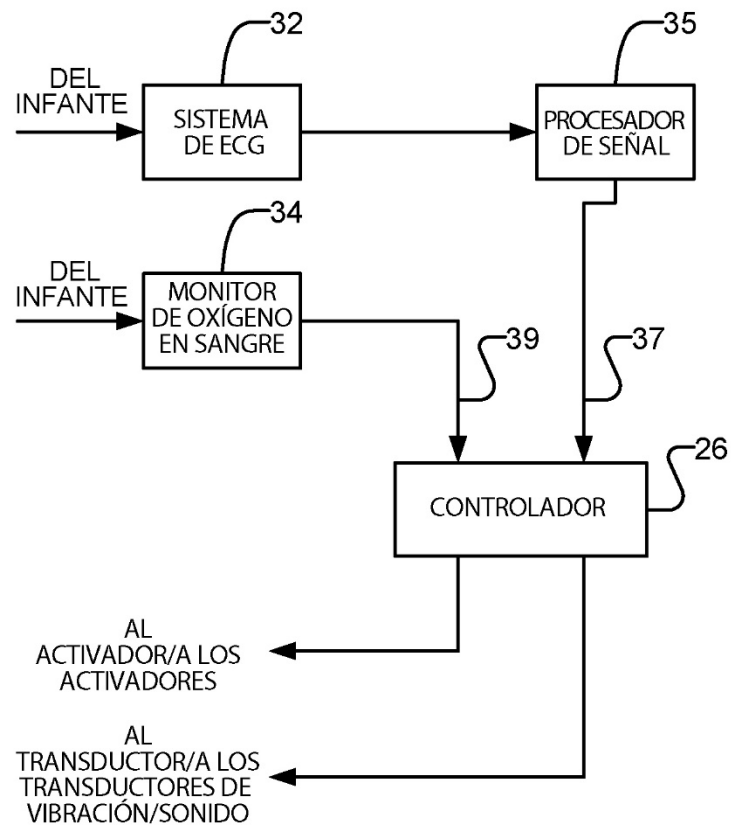 32
35
DEL
INFANTE
SISTEMA
DE ECG
PROCESADOR
DE SEÑAL
34
DEL
INFANTE
MONITOR
DE OXÍGENO
EN SANGRE
39
37
26
CONTROLADOR
AL
ACTIVADOR/A LOS
ACTIVADORES
AL
TRANSDUCTOR/A LOS
TRANSDUCTORES DE
VIBRACIÓN/SONIDO